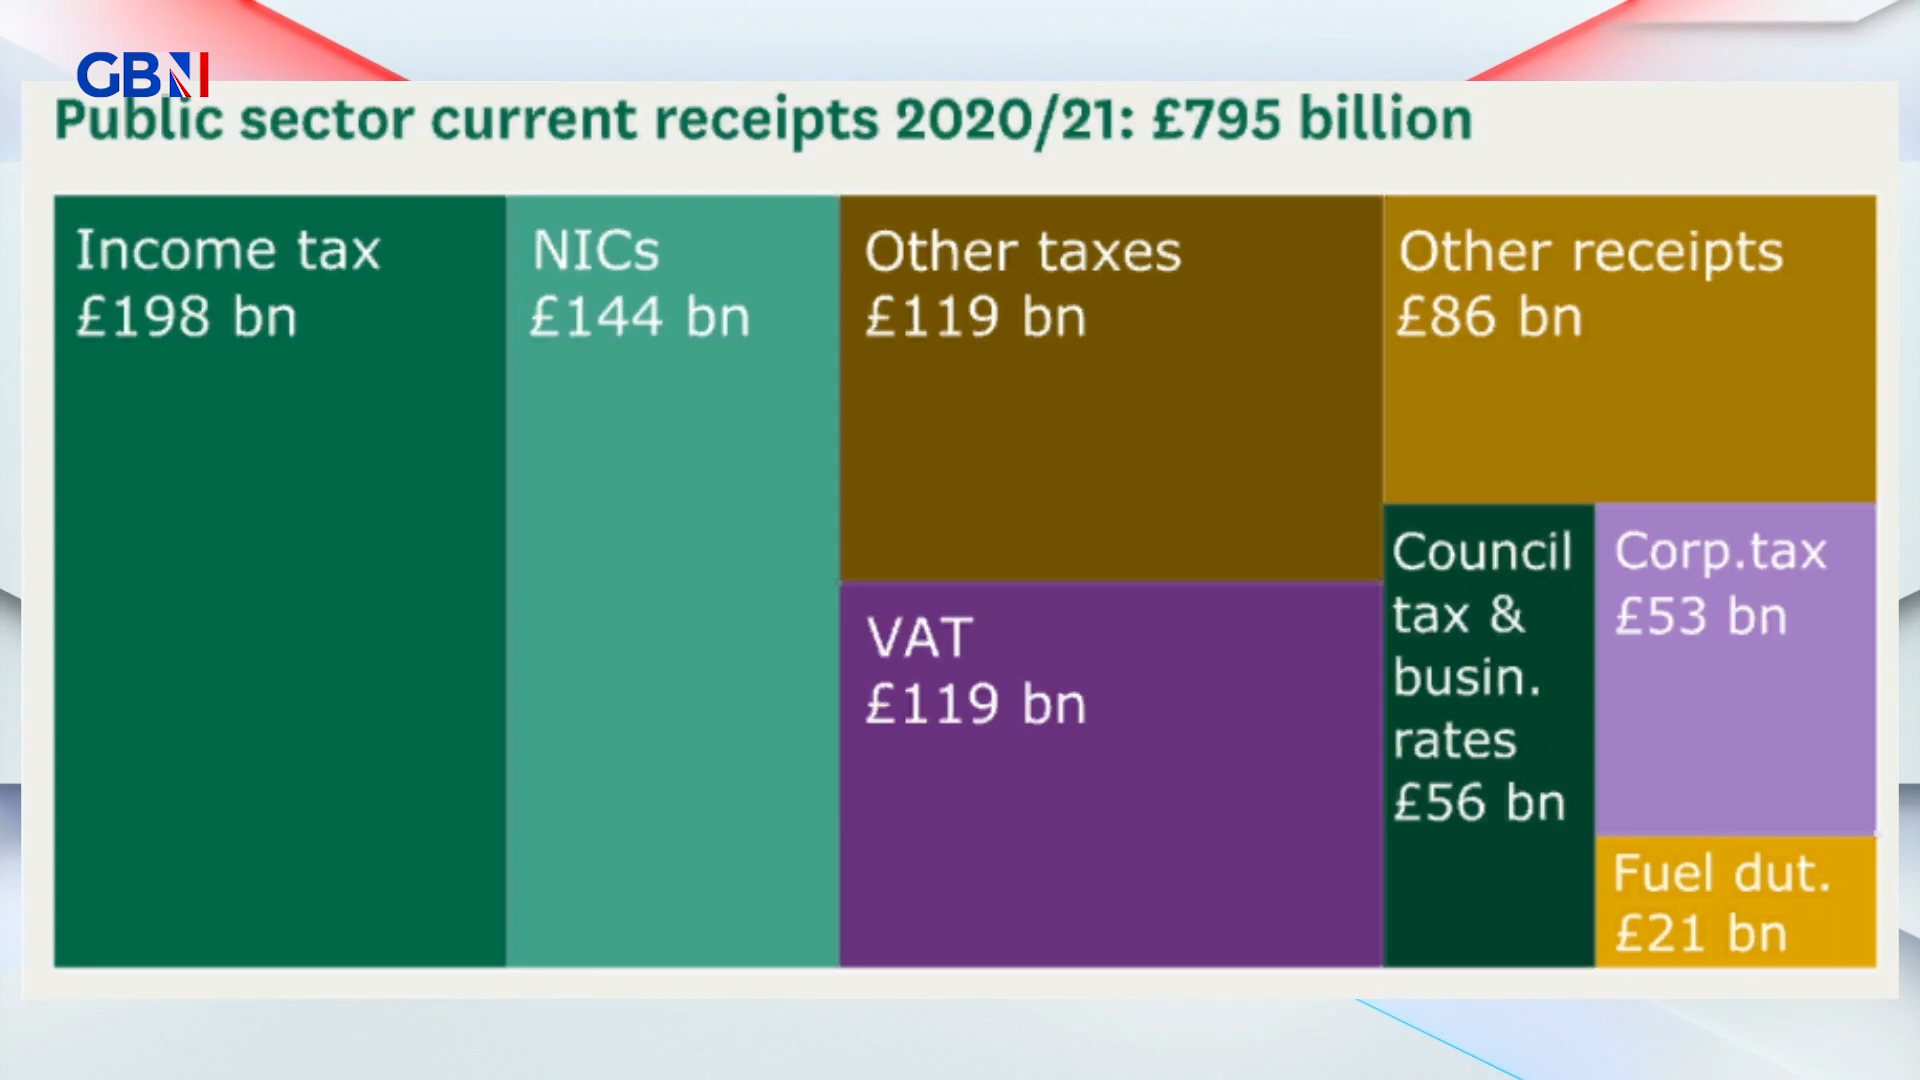 GBN
Public sector current receipts 2020/21: £795 billion
Income tax
£198 bn
NICs
£144 bn
Other taxes
£119 bn
Other receipts
£86 bn
VAT
£119 bn
Council
tax &
busin.
rates
£56 bn
Corp.tax
£53 bn
Fuel dut.
£21 bn